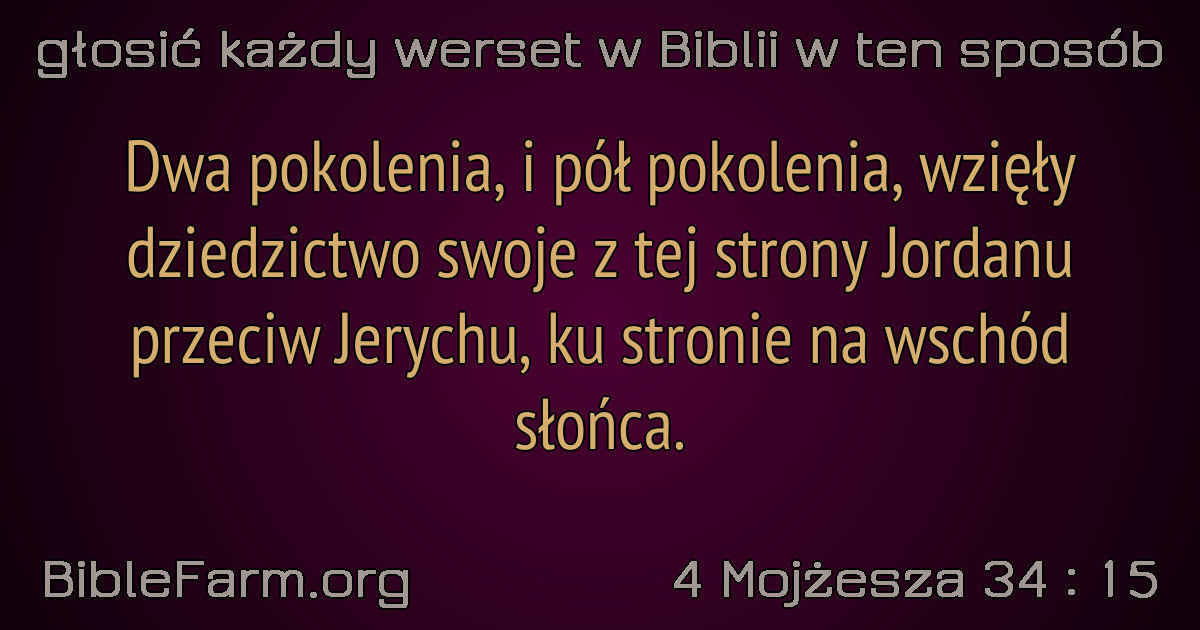 głosić każdy werset w Biblii w ten sposób
Dwa pokolenia, i pół pokolenia, wzięły
dziedzictwo swoje z tej strony Jordanu
przeciw Jerychu, ku stronie na wschód
słońca.
BibleFarm.org
4 Mojżesza 34 : 15